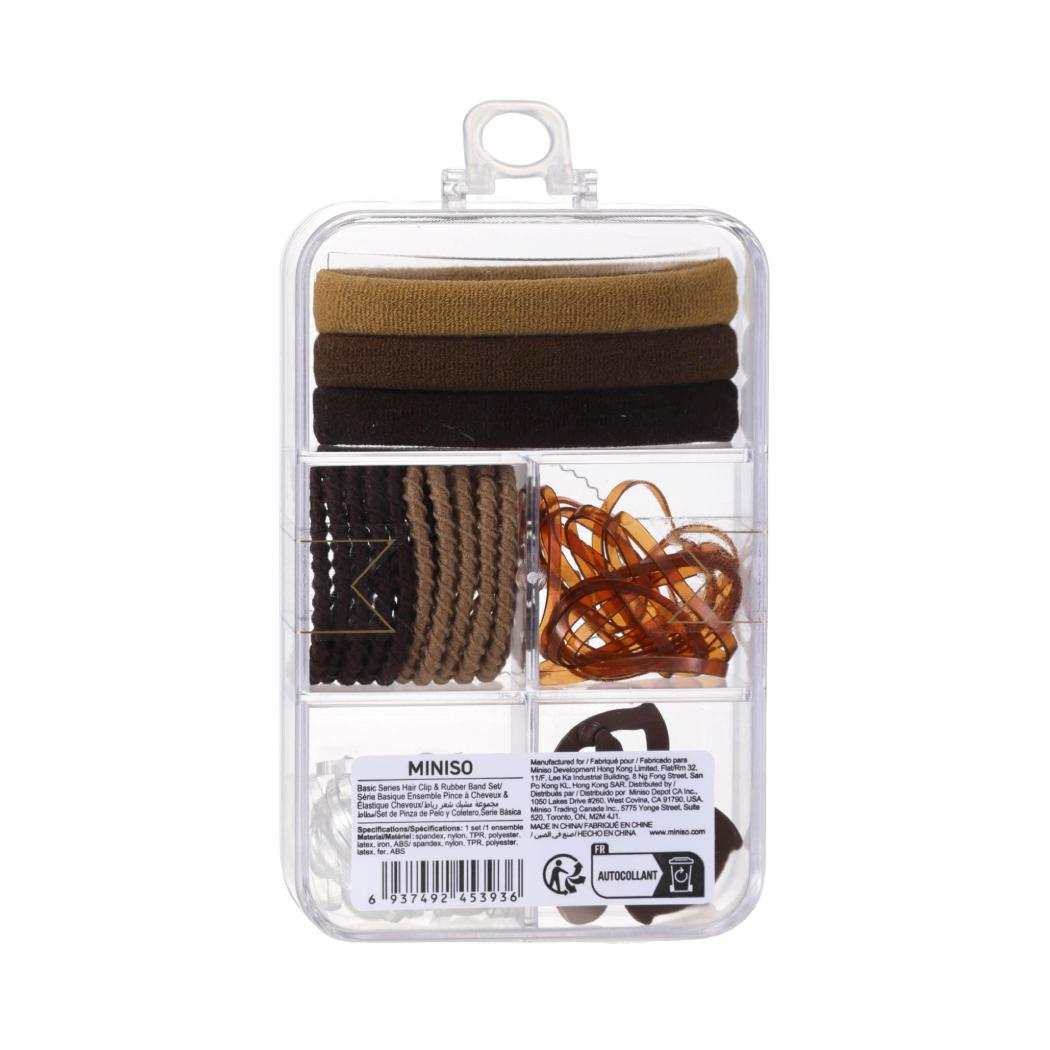 MINISO
Basic Series Hair Clip & Rubber Band Set/
Série Basique Ensemble Pince à Cheveux &
Élastique Cheveux/مجموعة مشبك شعر رباط
مطاط/Set de Pinza de Pelo y Coletero,Serie Básica
Specifications/Spécifications: 1 set /1 ensemble
Material/Matériel : spandex, nylon, TPR, polyester,
latex, iron, ABS/ spandex, nylon, TPR, polyester,
latex, fer, ABS
6 937492 453936
Manufactured for / Fabriqué pour / Fabricado para
Miniso Development Hong Kong Limited, Flat/Rm 32,
11/F, Lee Ka Industrial Building, 8 Ng Fong Street, San
Po Kong KL, Hong Kong SAR. Distributed by /
Distribués par / Distribuido por Miniso Depot CA Inc.,
1050 Lakes Drive #260, West Covina, CA 91790, USA.
Miniso Trading Canada Inc., 5775 Yonge Street, Suite
520, Toronto, ON, M2M 4J1.
MADE IN CHINA/ FABRIQUÉ EN CHINE
/ صنع في الصين/ HECHO EN CHINA www.miniso.com
FR
AUTOCOLLANT